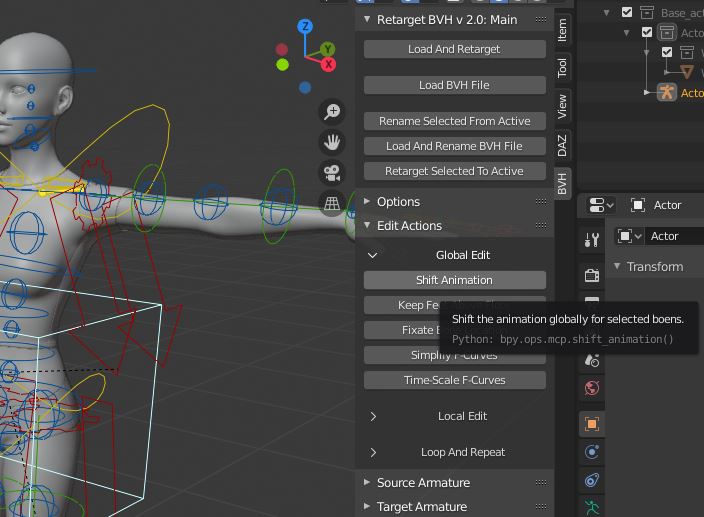 Retarget BVH v 2.0: Main
Load And Retarget
Load BVH File
Rename Selected From Active
Load And Rename BVH File
Retarget Selected To Active
Options
Edit Actions
Global Edit
Shift Animation
Keep Fe
Shift the animation globally for selected boens.
Python: bpy.ops.mcp.shift_animation()
Fixate
Simplify F-Curves
Time-Scale F-Curves
Local Edit
Loop And Repeat
Source Armature
Target Armature
Item
Tool
View
DAZ
BVH
Z
Y
X
Base_act
Acto
Acto
Actor
Actor
Transform